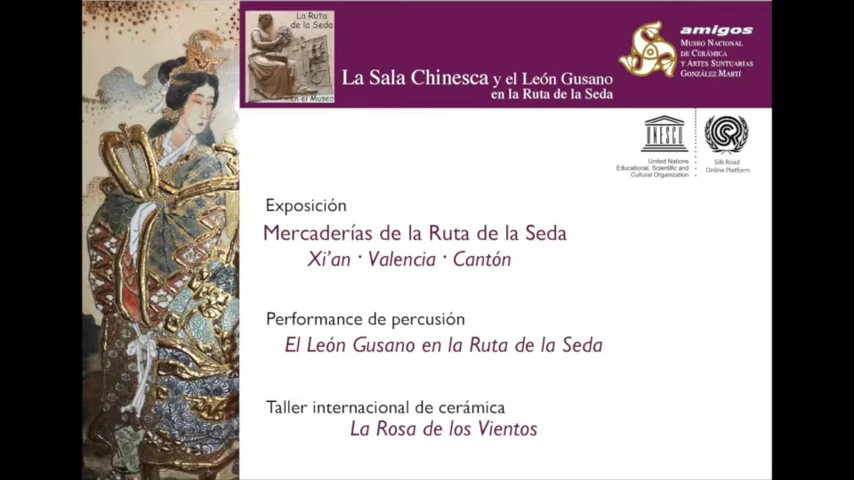 La Ruta
de la Seda
en el Museo
La Sala Chinesca y el León Gusano
en la Ruta de la Seda
amigos
MUSEO NACIONAL
DE CERÁMICA
Y ARTES SUNTUARIAS
GONZÁLEZ MARTÍ
UNESCO
United Nations
Educational, Scientific and
Cultural Organization
Silk Road
Online Platform
Exposición
Mercaderías de la Ruta de la Seda
Xi'an · Valencia · Cantón
Performance de percusión
El León Gusano en la Ruta de la Seda
Taller internacional de cerámica
La Rosa de los Vientos